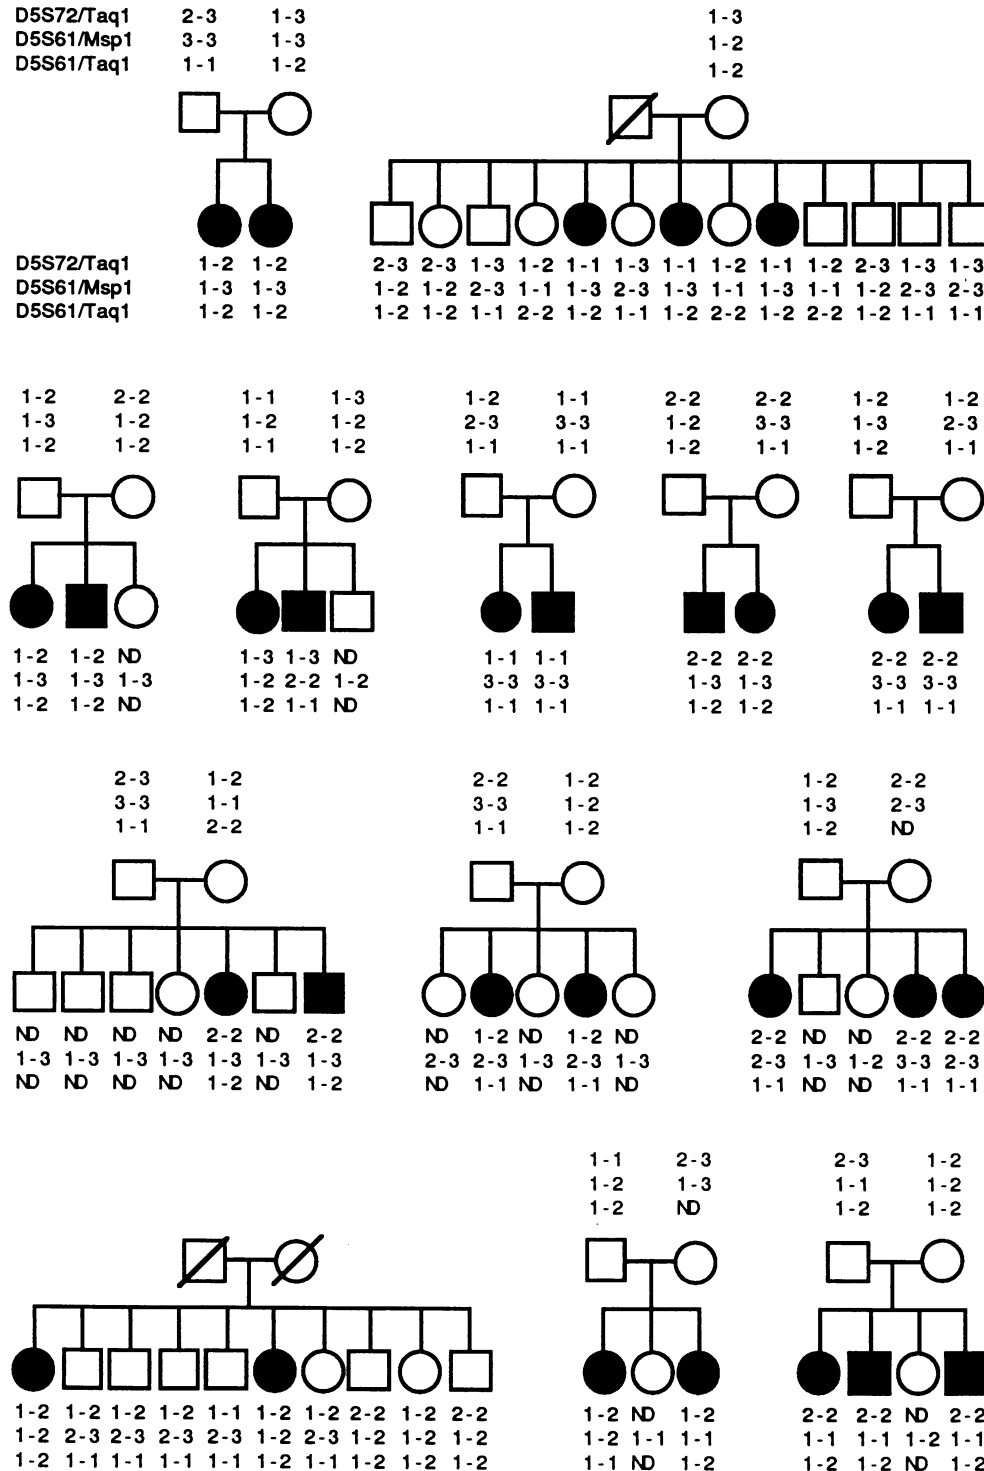 D5S72/Taq1 2-3 1-3 1-3
D5S61/Msp1 3-3 1-3 1-2
D5S61/Taq1 1-1 1-2 1-2
D5S72/Taq1 1-2 1-2 2-3 2-3 1-3 1-2 1-1 1-3 1-1 1-2 1-1 1-2 2-3 1-3 1-3
D5S61/Msp1 1-3 1-3 1-2 1-2 2-3 1-1 1-3 2-3 1-3 1-1 1-3 1-1 1-2 2-3 2-3
D5S61/Taq1 1-2 1-2 1-2 1-2 1-1 2-2 1-2 1-1 1-2 2-2 1-2 2-2 1-2 1-1 1-1
1-2 2-2 1-1 1-3 1-2 1-1 2-2 2-2 1-2 1-2
1-3 1-2 1-2 1-2 2-3 3-3 1-2 3-3 1-3 2-3
1-2 1-2 1-1 1-2 1-1 1-1 1-2 1-1 1-2 1-1
1-2 1-2 ND 1-3 1-3 ND 1-1 1-1 2-2 2-2 2-2 2-2
1-3 1-3 1-3 1-2 2-2 1-2 3-3 3-3 1-3 1-3 3-3 3-3
1-2 1-2 ND 1-2 1-1 ND 1-1 1-1 1-2 1-2 1-1 1-1
2-3 1-2 2-2 1-2 1-2 2-2
3-3 1-1 3-3 1-2 1-3 2-3
1-1 2-2 1-1 1-2 1-2 ND
ND ND ND ND 2-2 ND 2-2 ND 1-2 ND 1-2 ND 2-2 ND ND 2-2 2-2
1-3 1-3 1-3 1-3 1-3 1-3 1-3 2-3 2-3 1-3 2-3 1-3 2-3 1-3 1-2 3-3 2-3
ND ND ND ND 1-2 ND 1-2 ND 1-1 ND 1-1 ND 1-1 ND ND 1-1 1-1
1-1 2-3 2-3 1-2
1-2 1-3 1-1 1-2
1-2 ND 1-2 1-2
1-2 1-2 1-2 1-2 1-1 1-2 1-2 2-2 1-2 2-2 1-2 ND 1-2 2-2 2-2 ND 2-2
1-2 2-3 2-3 2-3 2-3 1-2 2-3 1-2 1-2 1-2 1-2 1-1 1-1 1-1 1-1 1-2 1-1
1-2 1-1 1-1 1-1 1-1 1-2 1-1 1-2 1-2 1-2 1-1 ND 1-2 1-2 1-2 ND 1-2